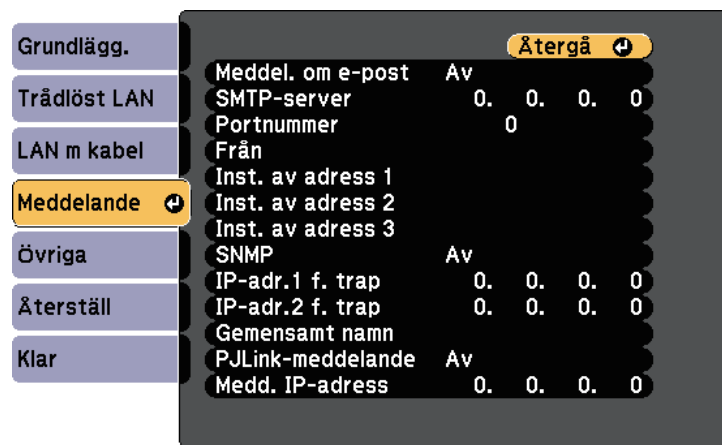 Grundlägg.
Trådlöst LAN
LAN m kabel
Meddelande
Övriga
Återställ
Klar
Återgå
Meddel. om e-post Av
SMTP-server 0. 0. 0. 0
Portnummer 0
Från
Inst. av adress 1
Inst. av adress 2
Inst. av adress 3
SNMP Av
IP-adr.1 f. trap 0. 0. 0. 0
IP-adr.2 f. trap 0. 0. 0. 0
Gemensamt namn
PJLink-meddelande Av
Medd. IP-adress 0. 0. 0. 0